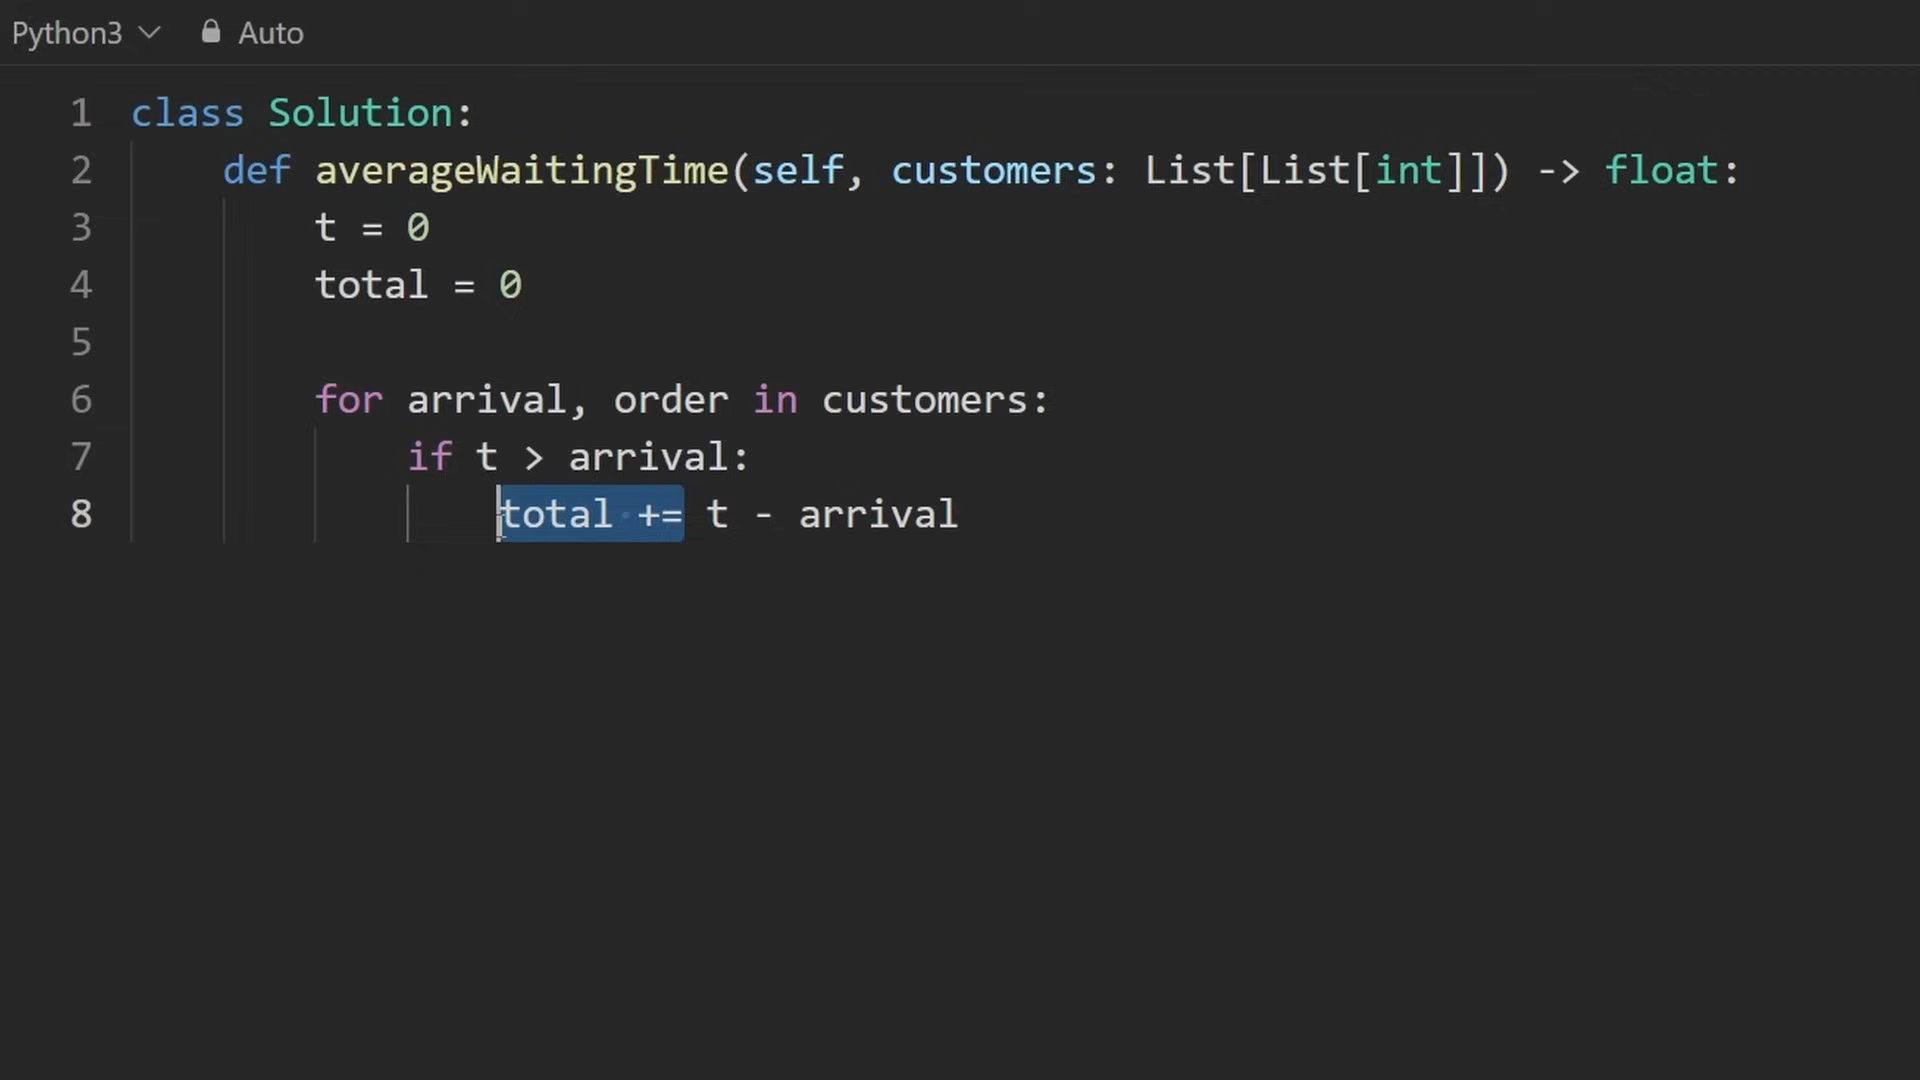 Python3 Auto
1 class Solution:
2 def averageWaitingTime(self, customers: List[List[int]]) -> float:
3 t = 0
4 total = 0
5
6 for arrival, order in customers:
7 if t > arrival:
8 total += t - arrival